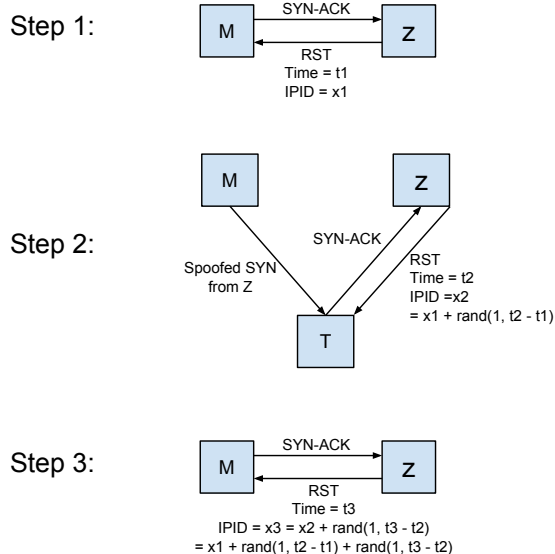 Step 1:
M
SYN-ACK
Z
RST
Time = t1
IPID = x1
Step 2:
M
Z
SYN-ACK
Spoofed SYN
from Z
RST
Time = t2
IPID =x2
= x1 + rand(1, t2 - t1)
T
Step 3:
M
SYN-ACK
Z
RST
Time = t3
IPID = x3 = x2 + rand(1, t3 - t2)
= x1 + rand(1, t2 - t1) + rand(1, t3 - t2)